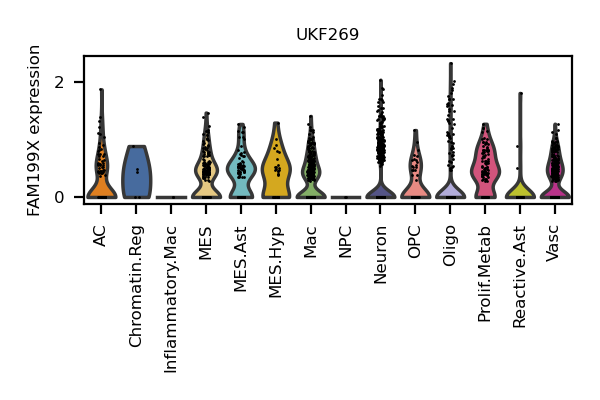 UKF269
FAM199X expression
2
0
AC
Chromatin.Reg
Inflammatory.Mac
MES
MES.Ast
MES.Hyp
Mac
NPC
Neuron
OPC
Oligo
Prolif.Metab
Reactive.Ast
Vasc